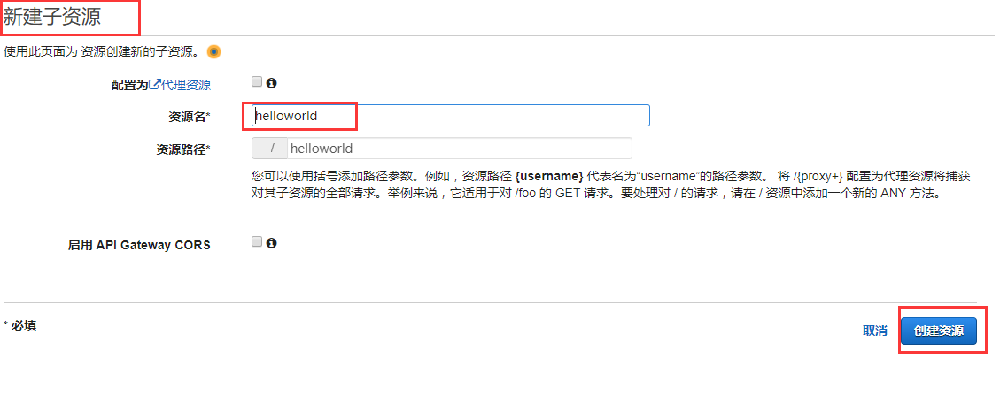 新建子资源
使用此页面为 资源创建新的子资源。
配置为代理资源
资源名* helloworld
资源路径* / helloworld
您可以使用括号添加路径参数。例如，资源路径 {username} 代表名为“username”的路径参数。 将 /{proxy+} 配置为代理资源将捕获
对其子资源的全部请求。举例来说，它适用于对 /foo 的 GET 请求。要处理对 / 的请求，请在 / 资源中添加一个新的 ANY 方法。
启用 API Gateway CORS
* 必填
取消 创建资源